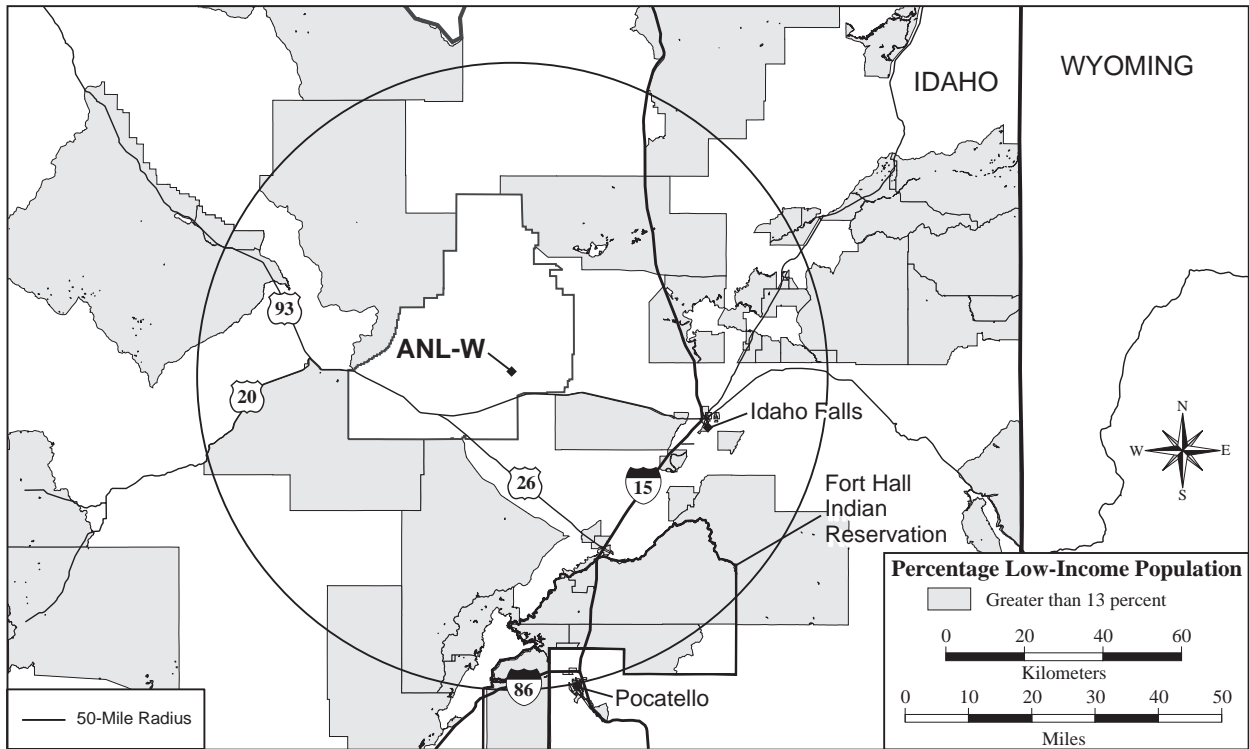 IDAHO
WYOMING
93
ANL-W
20
Idaho Falls
26
15
Fort Hall
Indian
Reservation
N
W
E
S
86
Pocatello
50-Mile Radius
Percentage Low-Income Population
Greater than 13 percent
0 20 40 60
Kilometers
0 10 20 30 40 50
Miles